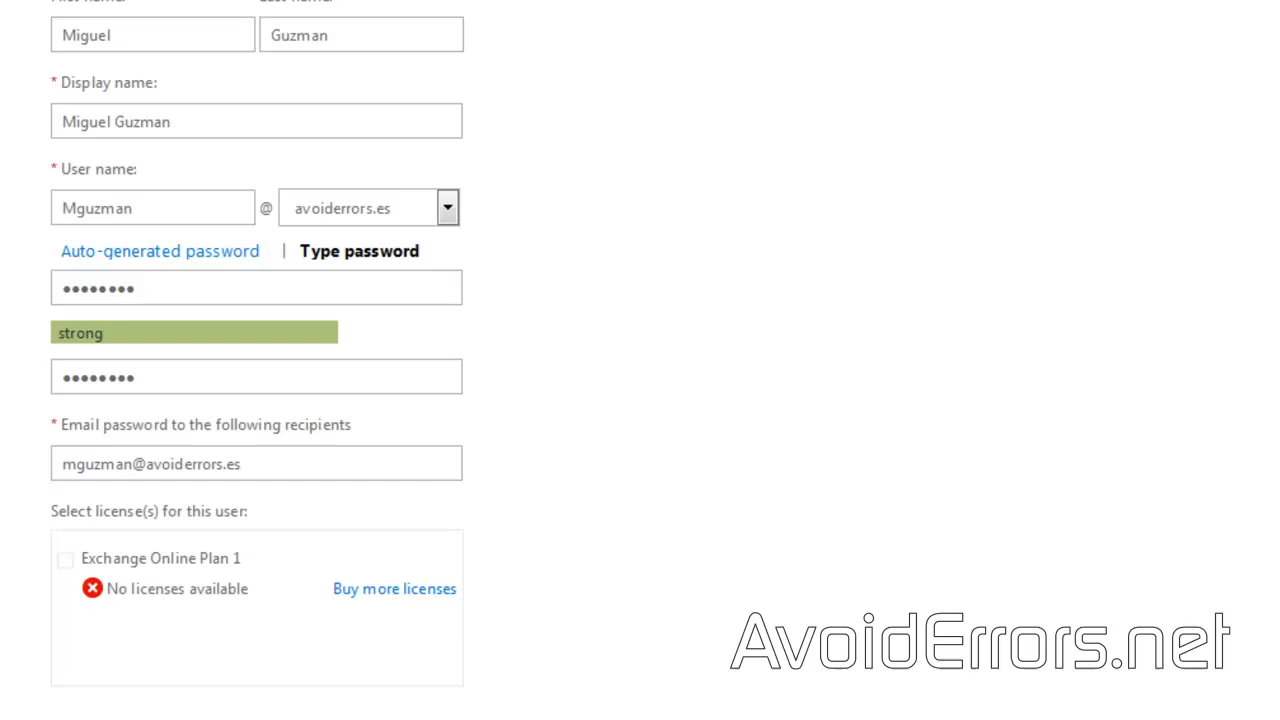 Miguel Guzman
* Display name:
Miguel Guzman
* User name:
Mguzman @ avoiderrors.es
Auto-generated password | Type password
••••••••
strong
••••••••
* Email password to the following recipients
mguzman@avoiderrors.es
Select license(s) for this user:
Exchange Online Plan 1
No licenses available Buy more licenses
AvoidErrors.net